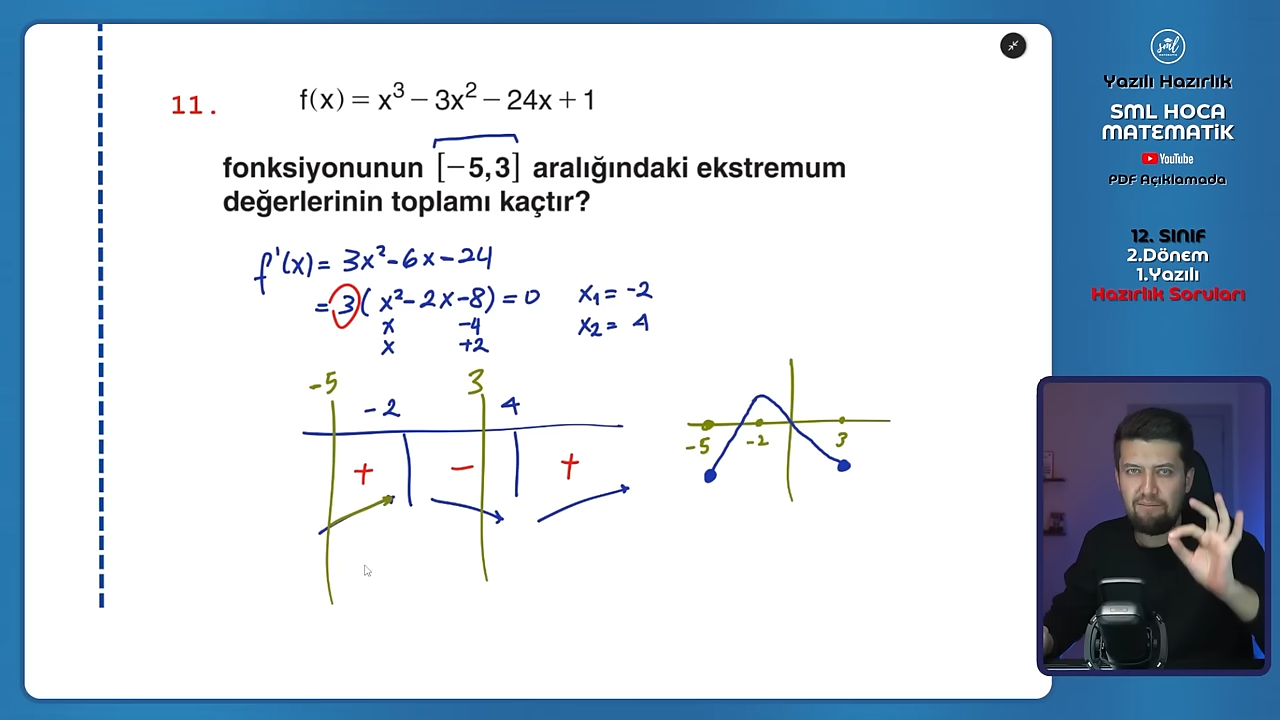 11.
f(x) = x³ − 3x² − 24x + 1
fonksiyonunun [−5,3] aralığındaki ekstremum
değerlerinin toplamı kaçtır?
f'(x) = 3x² - 6x - 24
= 3(x² - 2x - 8) = 0 x₁ = -2
x -4 x₂ = 4
x +2
-5 3
-2 4
+ − +
-5 -2 3
sml
Yazılı Hazırlık
SML HOCA
MATEMATİK
YouTube
PDF Açıklamada
12. SINIF
2.Dönem
1.Yazılı
Hazırlık Soruları